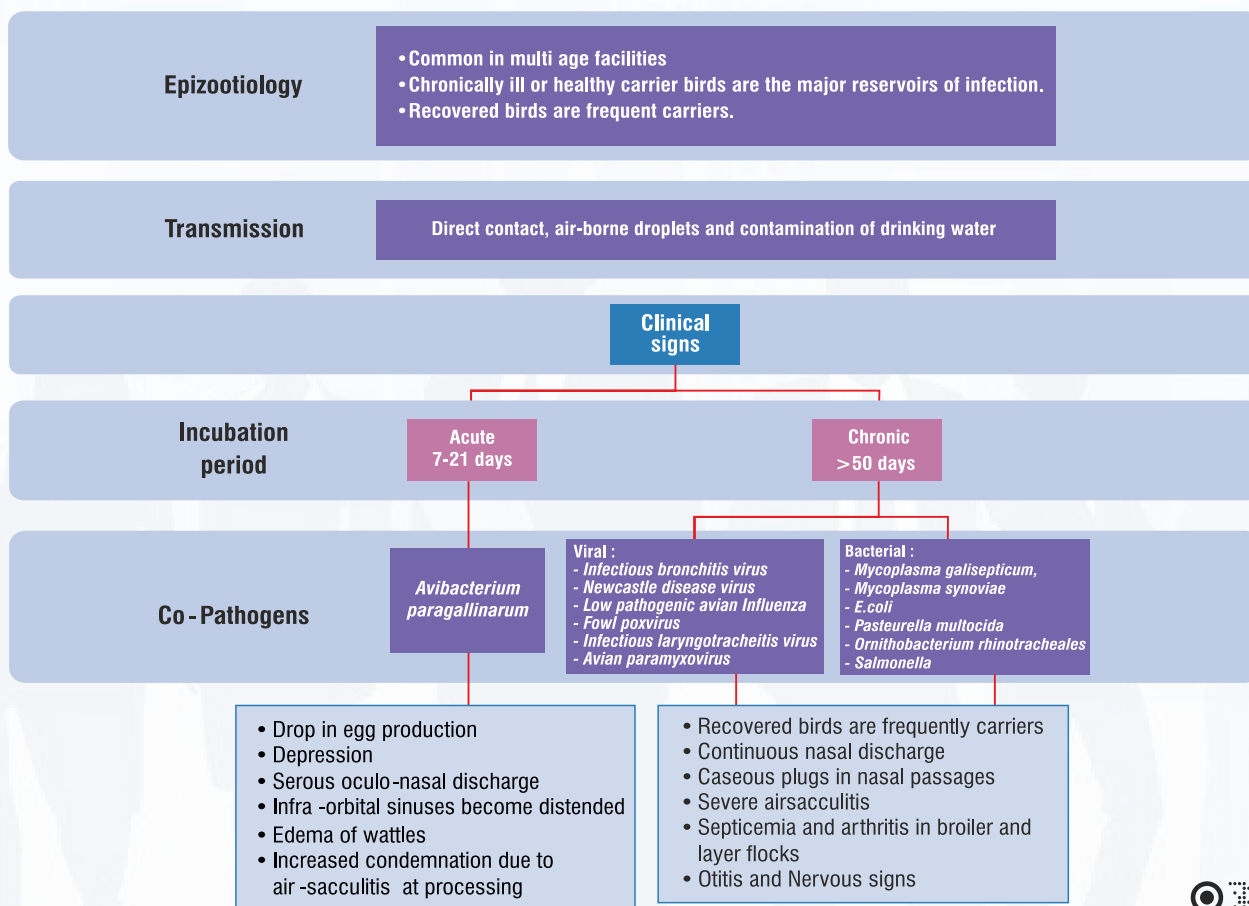 Epizootiology
• Common in multi age facilities
• Chronically ill or healthy carrier birds are the major reservoirs of infection.
• Recovered birds are frequent carriers.
Transmission
Direct contact, air-borne droplets and contamination of drinking water
Clinical
signs
Incubation
period
Acute
7-21 days
Chronic
>50 days
Co-Pathogens
Avibacterium
paragallinarum
Viral :
- Infectious bronchitis virus
- Newcastle disease virus
- Low pathogenic avian Influenza
- Fowl poxvirus
- Infectious laryngotracheitis virus
- Avian paramyxovirus
Bacterial :
- Mycoplasma galisepticum,
- Mycoplasma synoviae
- E.coli
- Pasteurella multocida
- Ornithobacterium rhinotracheales
- Salmonella
• Drop in egg production
• Depression
• Serous oculo-nasal discharge
• Infra -orbital sinuses become distended
• Edema of wattles
• Increased condemnation due to
air -sacculitis at processing
• Recovered birds are frequently carriers
• Continuous nasal discharge
• Caseous plugs in nasal passages
• Severe airsacculitis
• Septicemia and arthritis in broiler and
layer flocks
• Otitis and Nervous signs